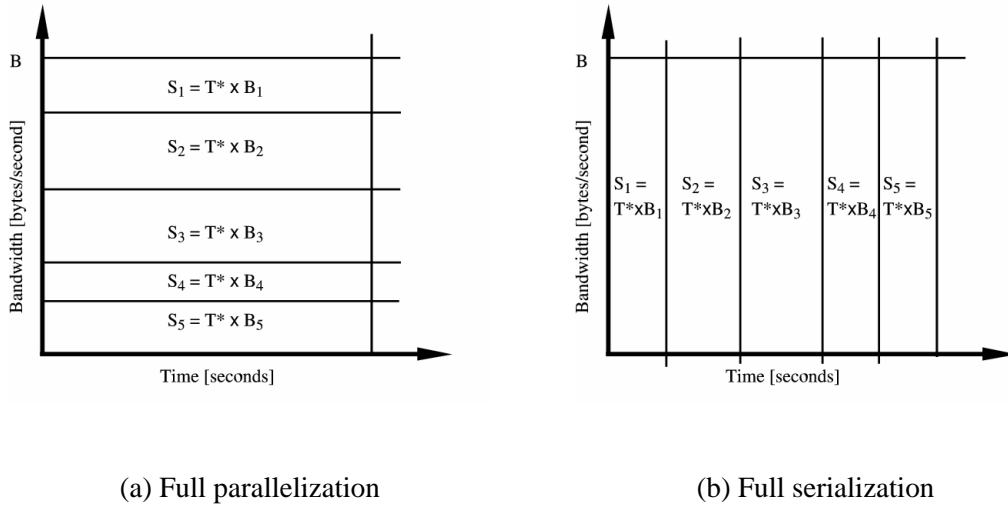 B
S1 = T* x B1
S2 = T* x B2
S3 = T* x B3
S4 = T* x B4
S5 = T* x B5
Bandwidth [bytes/second]
Time [seconds]
(a) Full parallelization
B
S1 =
T*xB1
S2 =
T*xB2
S3 =
T*xB3
S4 =
T*xB4
S5 =
T*xB5
Bandwidth [bytes/second]
Time [seconds]
(b) Full serialization